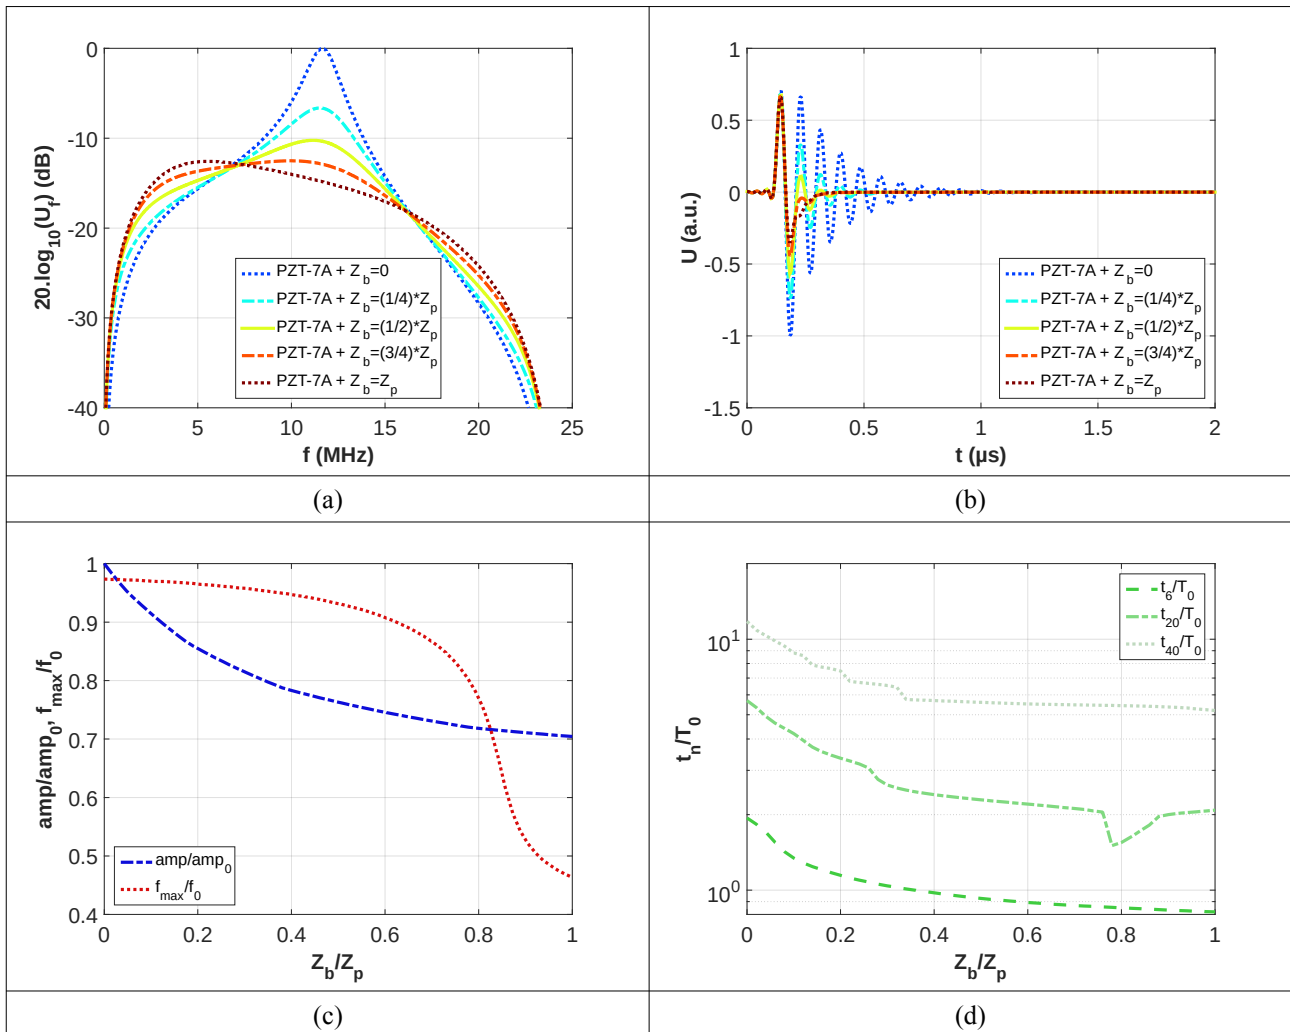 0
-10
-20
-30
-40
20.log10(Uf) (dB)
PZT-7A + Zb=0
PZT-7A + Zb=(1/4)*Zp
PZT-7A + Zb=(1/2)*Zp
PZT-7A + Zb=(3/4)*Zp
PZT-7A + Zb=Zp
0 5 10 15 20 25
f (MHz)
(a)
1
0.5
0
-0.5
-1
-1.5
U (a.u.)
PZT-7A + Zb=0
PZT-7A + Zb=(1/4)*Zp
PZT-7A + Zb=(1/2)*Zp
PZT-7A + Zb=(3/4)*Zp
PZT-7A + Zb=Zp
0 0.5 1 1.5 2
t (µs)
(b)
1
0.9
0.8
0.7
0.6
0.5
0.4
amp/amp0, fmax/f0
amp/amp0
fmax/f0
0 0.2 0.4 0.6 0.8 1
Zb/Zp
(c)
10^1
10^0
tn/T0
t6/T0
t20/T0
t40/T0
0 0.2 0.4 0.6 0.8 1
Zb/Zp
(d)